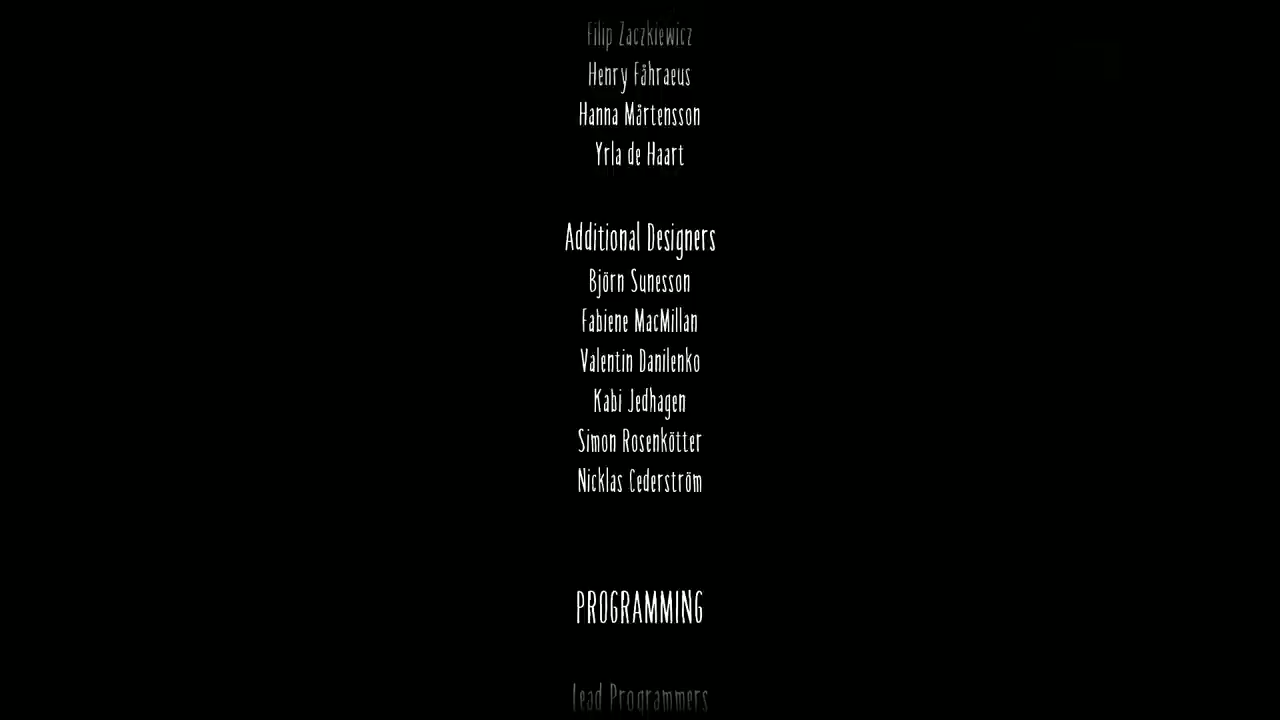 Filip Zaczkiewicz
Henry Fåhraeus
Hanna Mårtensson
Yrla de Haart
Additional Designers
Björn Sunesson
Fabiene MacMillan
Valentin Danilenko
Kabi Jedhagen
Simon Rosenkötter
Nicklas Cederström
PROGRAMMING
Lead Programmers